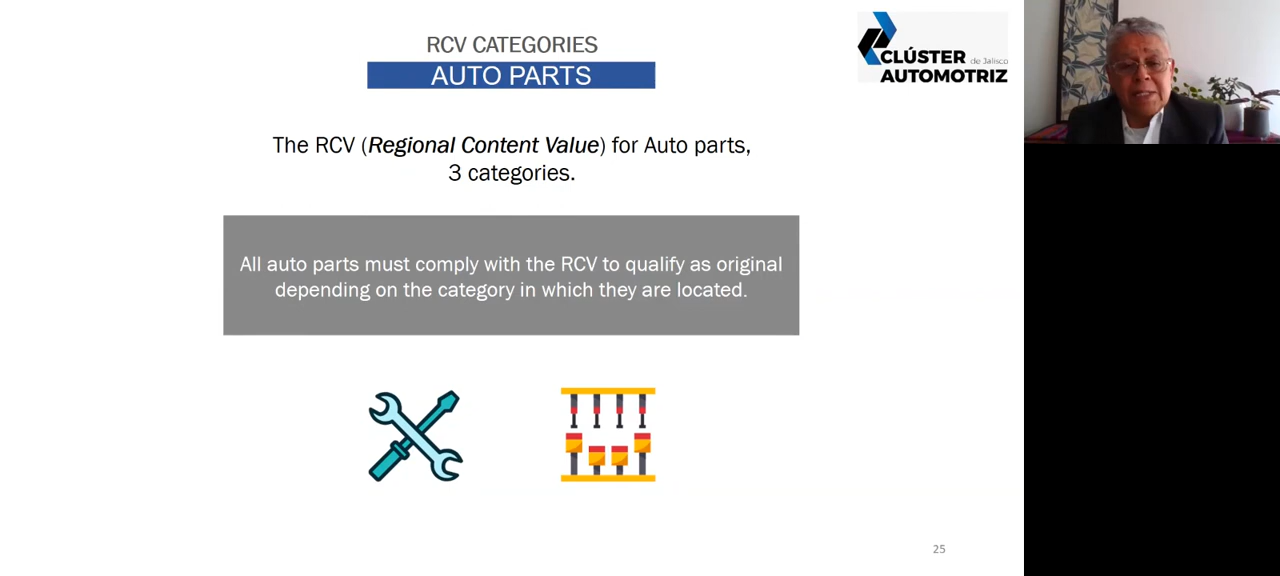 RCV CATEGORIES
AUTO PARTS
CLÚSTER de Jalisco
AUTOMOTRIZ
The RCV (Regional Content Value) for Auto parts,
3 categories.
All auto parts must comply with the RCV to qualify as original
depending on the category in which they are located.
25